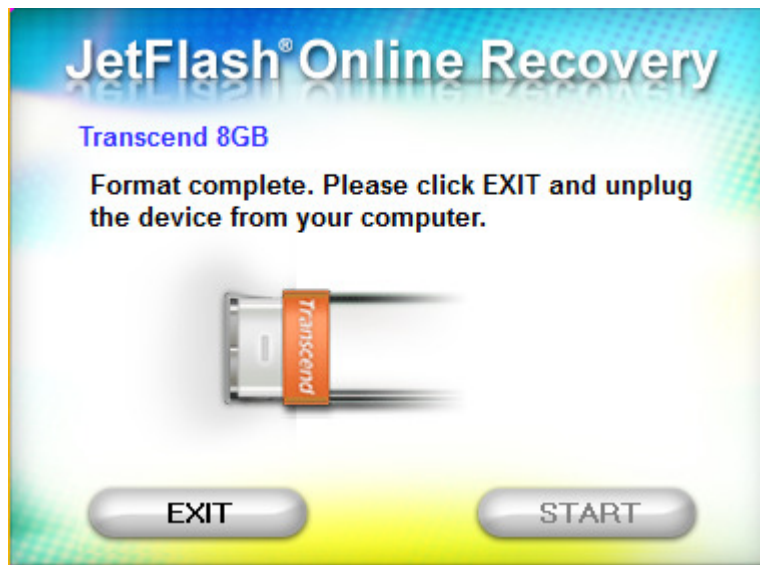 JetFlash® Online Recovery
Transcend 8GB
Format complete. Please click EXIT and unplug
the device from your computer.
Transcend
EXIT
START